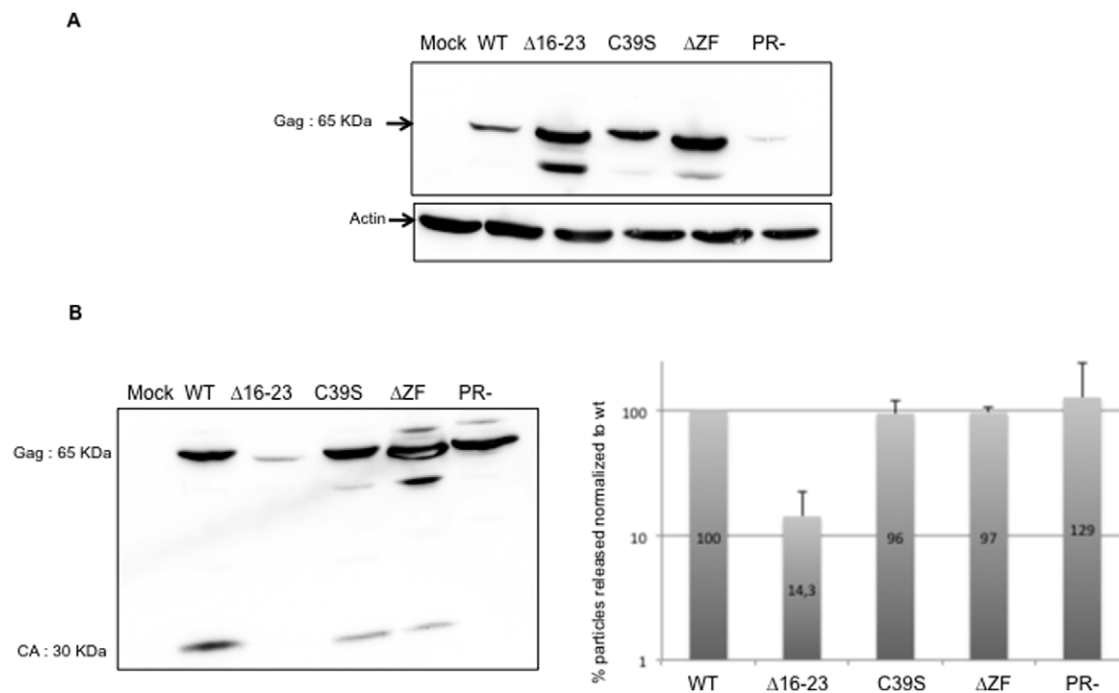 A
Mock WT Δ16-23 C39S ΔZF PR-
Gag : 65 KDa
Actin
B
Mock WT Δ16-23 C39S ΔZF PR-
Gag : 65 KDa
CA : 30 KDa
% particles released normalized to wt
100
10
1
100
14,3
96
97
129
WT Δ16-23 C39S ΔZF PR-